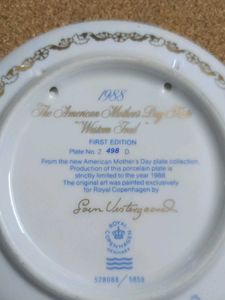 1988
The American Mother's Day Plate
"Western Trail"
FIRST EDITION
Plate No. 2 498 D.
From the new American Mother's Day plate collection.
Production of this porcelain plate is
strictly limited to the year 1988.
The original art was painted exclusively
for Royal Copenhagen by
ROYAL
COPENHAGEN
DENMARK